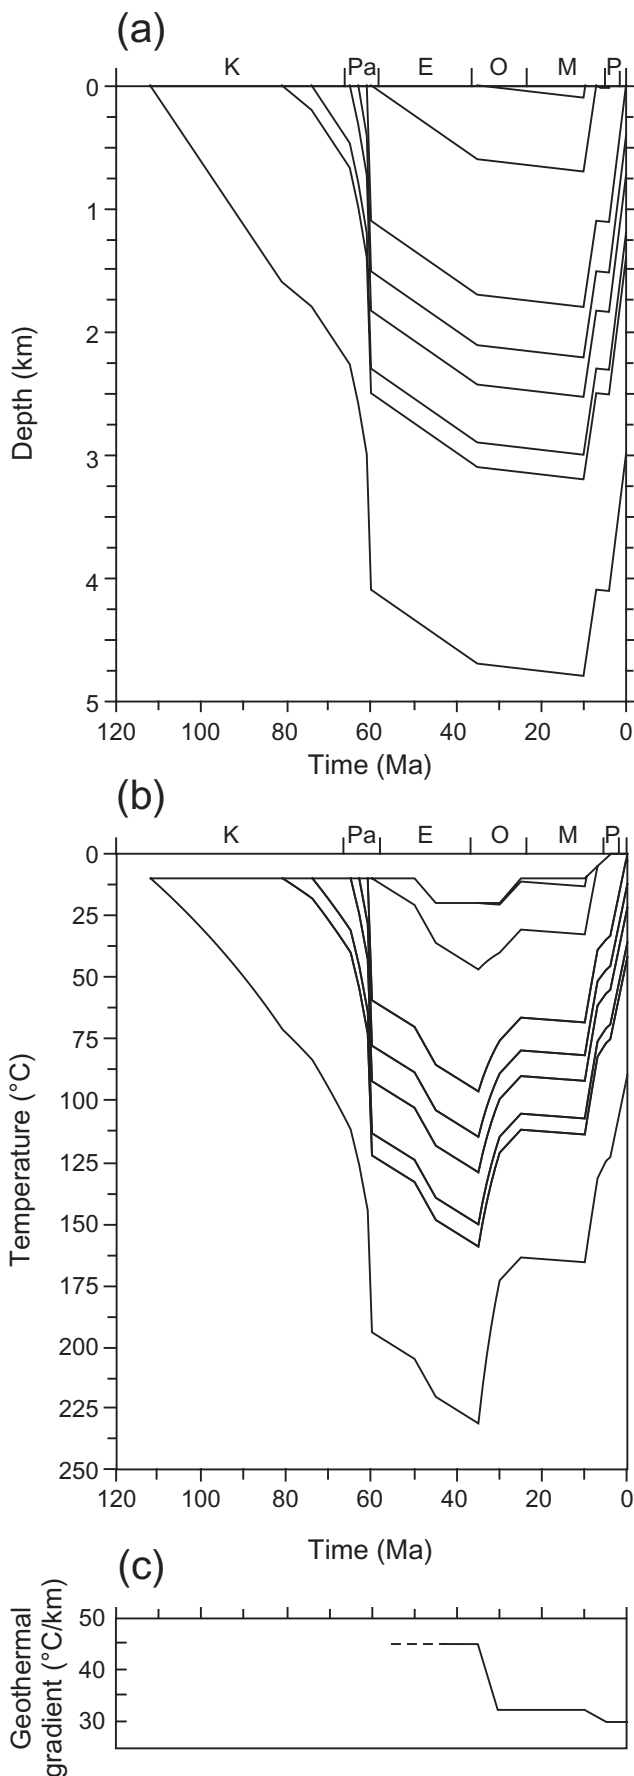 (a)
K Pa E O M P
0
1
2
3
4
5
Depth (km)
120 100 80 60 40 20 0
Time (Ma)
(b)
K Pa E O M P
0
25
50
75
100
125
150
175
200
225
250
Temperature (°C)
120 100 80 60 40 20 0
Time (Ma)
(c)
50
40
30
Geothermal
gradient (°C/km)